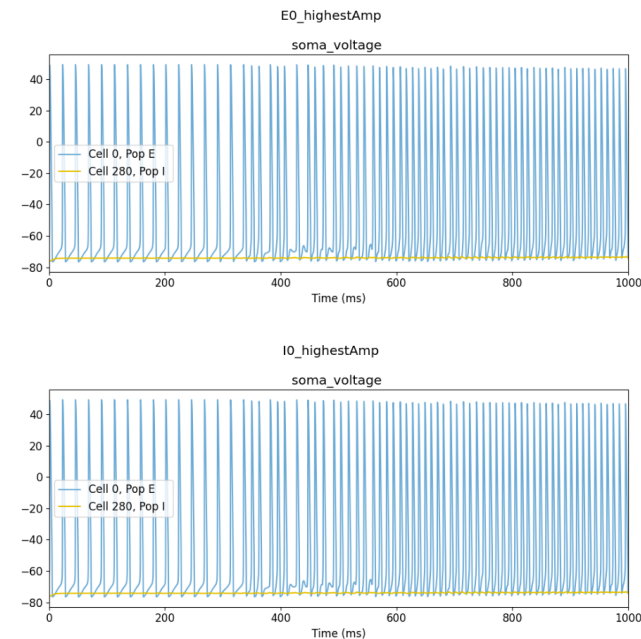 E0_highestAmp
soma_voltage
40
20
0
−20
−40
−60
−80
Cell 0, Pop E
Cell 280, Pop I
0
200
400
600
800
1000
Time (ms)
I0_highestAmp
soma_voltage
40
20
0
−20
−40
−60
−80
Cell 0, Pop E
Cell 280, Pop I
0
200
400
600
800
1000
Time (ms)